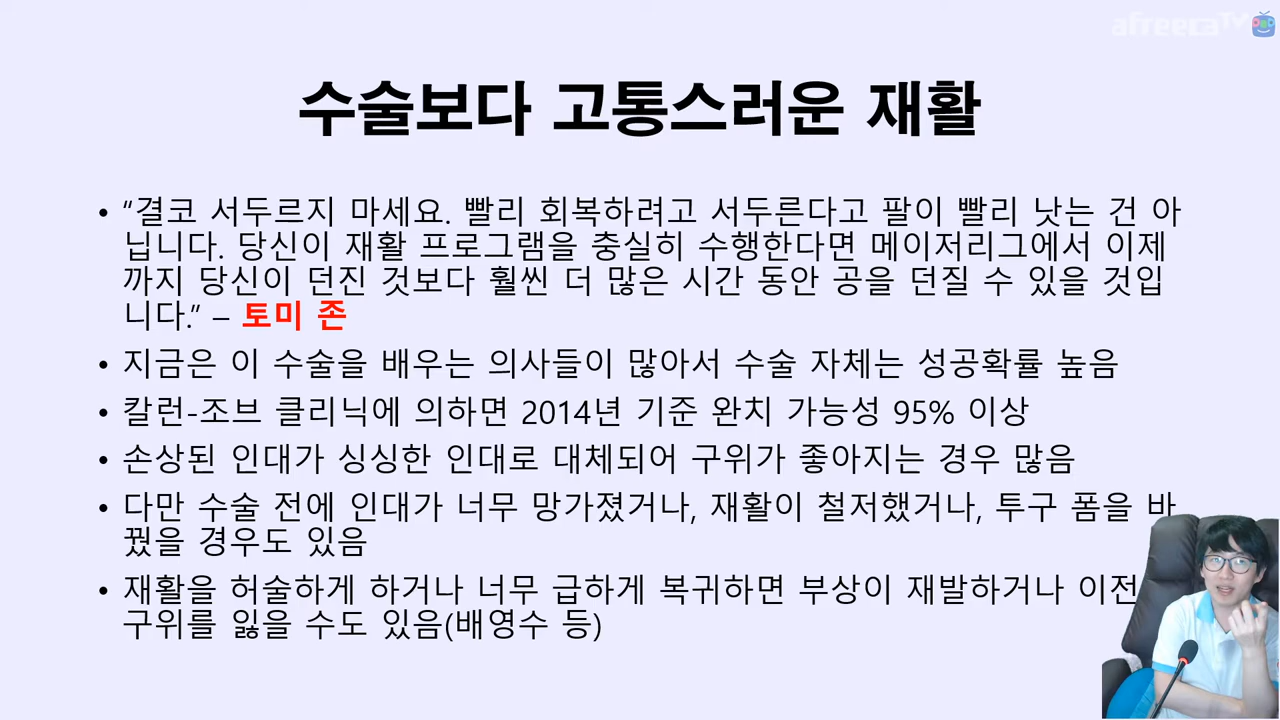 afreecaTV
수술보다 고통스러운 재활
• “결코 서두르지 마세요. 빨리 회복하려고 서두른다고 팔이 빨리 낫는 건 아
닙니다. 당신이 재활 프로그램을 충실히 수행한다면 메이저리그에서 이제
까지 당신이 던진 것보다 훨씬 더 많은 시간 동안 공을 던질 수 있을 것입
니다.” – 토미 존
• 지금은 이 수술을 배우는 의사들이 많아서 수술 자체는 성공확률 높음
• 칼런-조브 클리닉에 의하면 2014년 기준 완치 가능성 95% 이상
• 손상된 인대가 싱싱한 인대로 대체되어 구위가 좋아지는 경우 많음
• 다만 수술 전에 인대가 너무 망가졌거나, 재활이 철저했거나, 투구 폼을 바
꿨을 경우도 있음
• 재활을 허술하게 하거나 너무 급하게 복귀하면 부상이 재발하거나 이전
구위를 잃을 수도 있음(배영수 등)